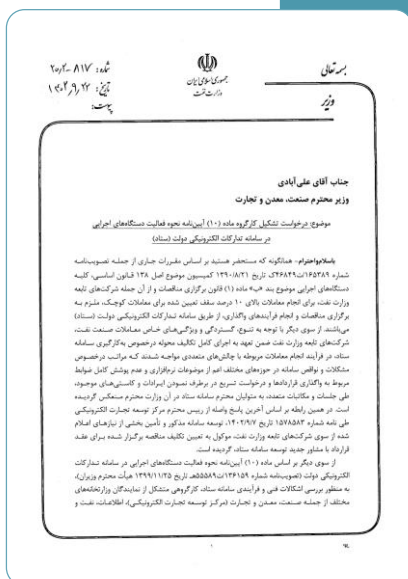 بسمه تعالی
جمهوری اسلامی ایران
وزارت نفت
وزیر
شماره: ۲۰۲-۸۱۷
تاریخ: ۱۴۰۲,۹,۲۲
پیوست:
جناب آقای علی‌آبادی
وزیر محترم صنعت، معدن و تجارت
موضوع: درخواست تشکیل کارگروه ماده (۱۰) آیین‌نامه نحوه فعالیت دستگاه‌های اجرایی
در سامانه تدارکات الکترونیکی دولت (ستاد)
باسلام‌واحترام- همانگونه که مستحضر هستید بر اساس مقررات جاری از جمله تصویب‌نامه
شماره ۱۶۵۳۸۹/ت۴۶۸۴۹ک تاریخ ۱۳۹۰/۸/۲۱ کمیسیون موضوع اصل ۱۳۸ قانون اساسی، کلیه
دستگاه‌های اجرایی موضوع بند «ب» ماده (۱) قانون برگزاری مناقصات و از آن جمله شرکت‌های تابعه
وزارت نفت، برای انجام معاملات بالای ۱۰ درصد سقف تعیین شده برای معاملات کوچک، ملزم به
برگزاری مناقصات و انجام فرآیندهای واگذاری، از طریق سامانه تدارکات الکترونیکی دولت (ستاد)
می‌باشند. از سوی دیگر با توجه به تنوع، گستردگی و ویژگی‌های خاص معاملات صنعت نفت،
شرکت‌های تابعه وزارت نفت ضمن تعهد به اجرای کامل تکالیف محوله درخصوص به‌کارگیری سامانه
ستاد، در فرآیند انجام معاملات مربوطه با چالش‌های متعددی مواجه شدند که مراتب درخصوص
مشکلات و نواقص سامانه در حوزه‌های مختلف اعم از موضوعات نرم‌افزاری و عدم پوشش کامل ضوابط
مربوط به واگذاری قراردادها و درخواست تسریع در برطرف نمودن ایرادات و کاستی‌های موجود،
طی جلسات و مکاتبات متعدد، به متولیان محترم سامانه ستاد در آن وزارت محترم منعکس گردیده
است. در همین رابطه بر اساس آخرین پاسخ واصله از رییس محترم مرکز توسعه تجارت الکترونیکی
طی نامه شماره ۱۵۷۸۵۸۳ تاریخ ۱۴۰۲/۹/۷، توسعه سامانه مذکور و تأمین بخشی از نیازهای اعلام
شده از سوی شرکت‌های تابعه وزارت نفت، موکول به تعیین تکلیف مناقصه برگزار شده برای عقد
قرارداد با مشاور جدید توسعه سامانه ستاد، گردیده است.
از سوی دیگر بر اساس ماده (۱۰) آیین‌نامه نحوه فعالیت دستگاه‌های اجرایی در سامانه تدارکات
الکترونیکی دولت (تصویب‌نامه شماره ۱۳۶۱۵۹/ت۵۵۵۸۹هـ تاریخ ۱۳۹۹/۱۱/۲۵ هیأت محترم وزیران)،
به منظور بررسی اشکالات فنی و فرآیندی سامانه ستاد، کارگروهی متشکل از نمایندگان وزارتخانه‌های
مختلف از جمله صنعت، معدن و تجارت (مرکز توسعه تجارت الکترونیکی)، اطلاعات، نفت و
۱